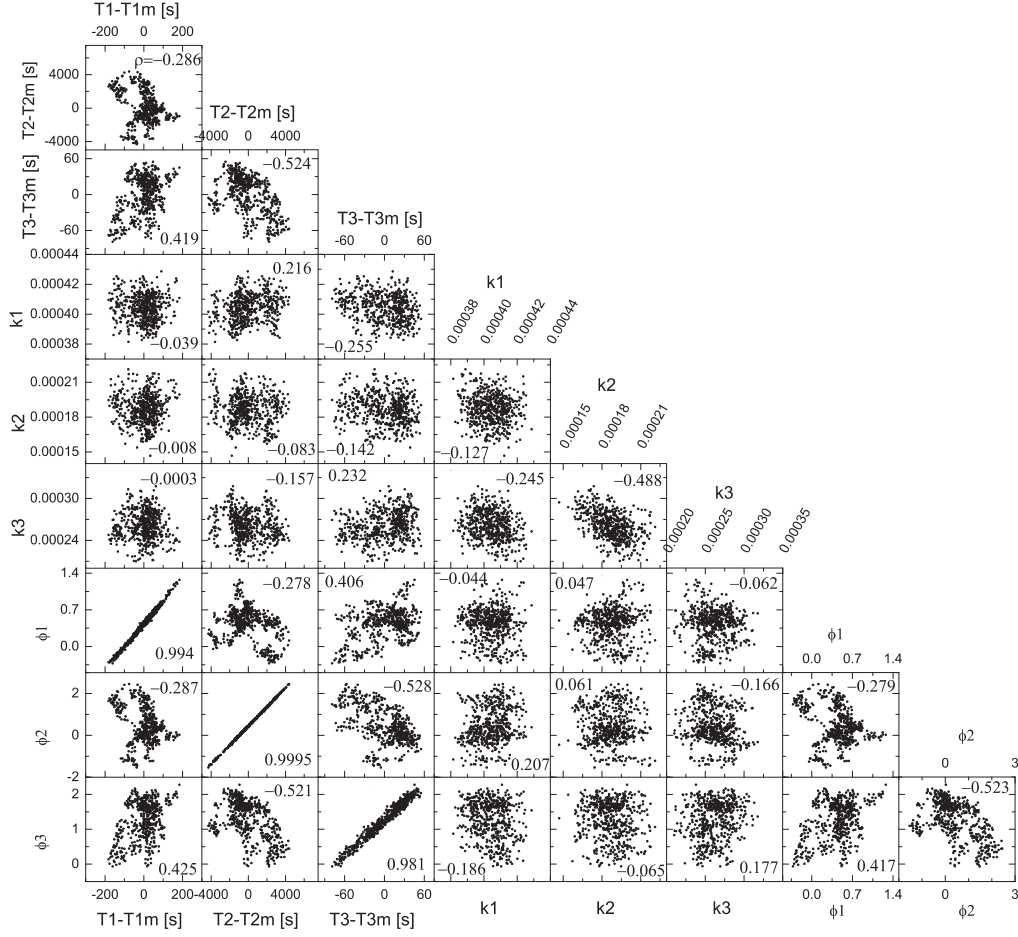 T1-T1m [s]
-200 0 200
ρ=−0.286
4000
0
-4000
T2-T2m [s]
T2-T2m [s]
-4000 0 4000
60
0
-60
T3-T3m [s]
0.419
−0.524
T3-T3m [s]
-60 0 60
0.00044
0.00042
0.00040
0.00038
k1
−0.039
0.216
−0.255
k1
0.00038 0.00040 0.00042 0.00044
0.00021
0.00018
0.00015
k2
−0.008
−0.083
−0.142
−0.127
k2
0.00015 0.00018 0.00021
0.00030
0.00024
k3
−0.0003
−0.157
0.232
−0.245
−0.488
k3
0.00020 0.00025 0.00030 0.00035
1.4
0.7
0.0
ϕ1
0.994
−0.278
0.406
−0.044
0.047
−0.062
ϕ1
0.0 0.7 1.4
2
0
-2
ϕ2
−0.287
0.9995
−0.528
0.207
0.061
−0.166
−0.279
ϕ2
0 3
2
1
0
ϕ3
0.425
−0.521
0.981
−0.186
−0.065
0.177
0.417
−0.523
-200 0 200 -4000 0 4000 -60 0 60
0.0 0.7 1.4 0 3
T1-T1m [s] T2-T2m [s] T3-T3m [s] k1 k2 k3 ϕ1 ϕ2